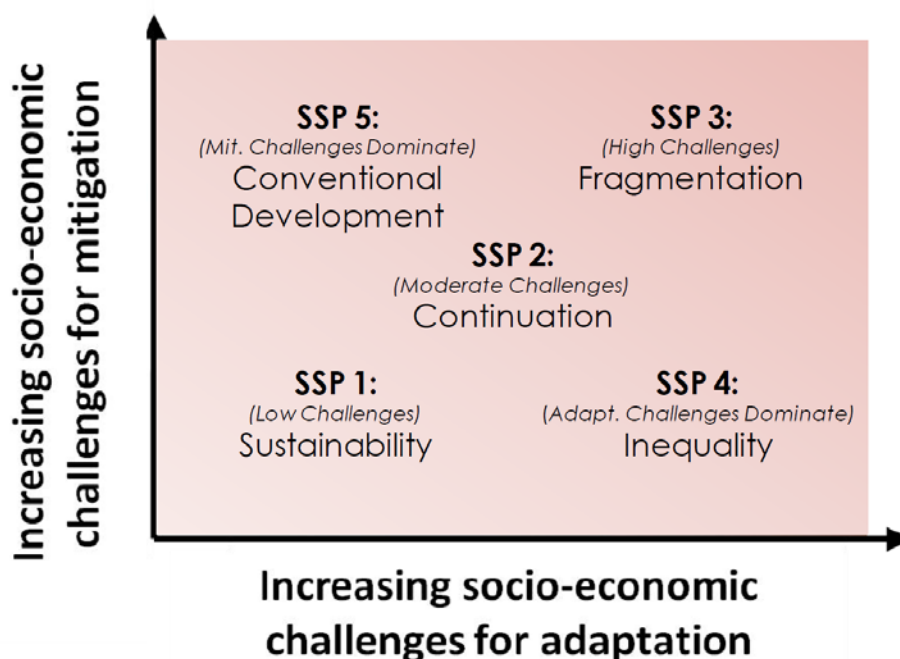 Increasing socio-economic
challenges for mitigation
SSP 5:
(Mit. Challenges Dominate)
Conventional
Development
SSP 3:
(High Challenges)
Fragmentation
SSP 2:
(Moderate Challenges)
Continuation
SSP 1:
(Low Challenges)
Sustainability
SSP 4:
(Adapt. Challenges Dominate)
Inequality
Increasing socio-economic
challenges for adaptation